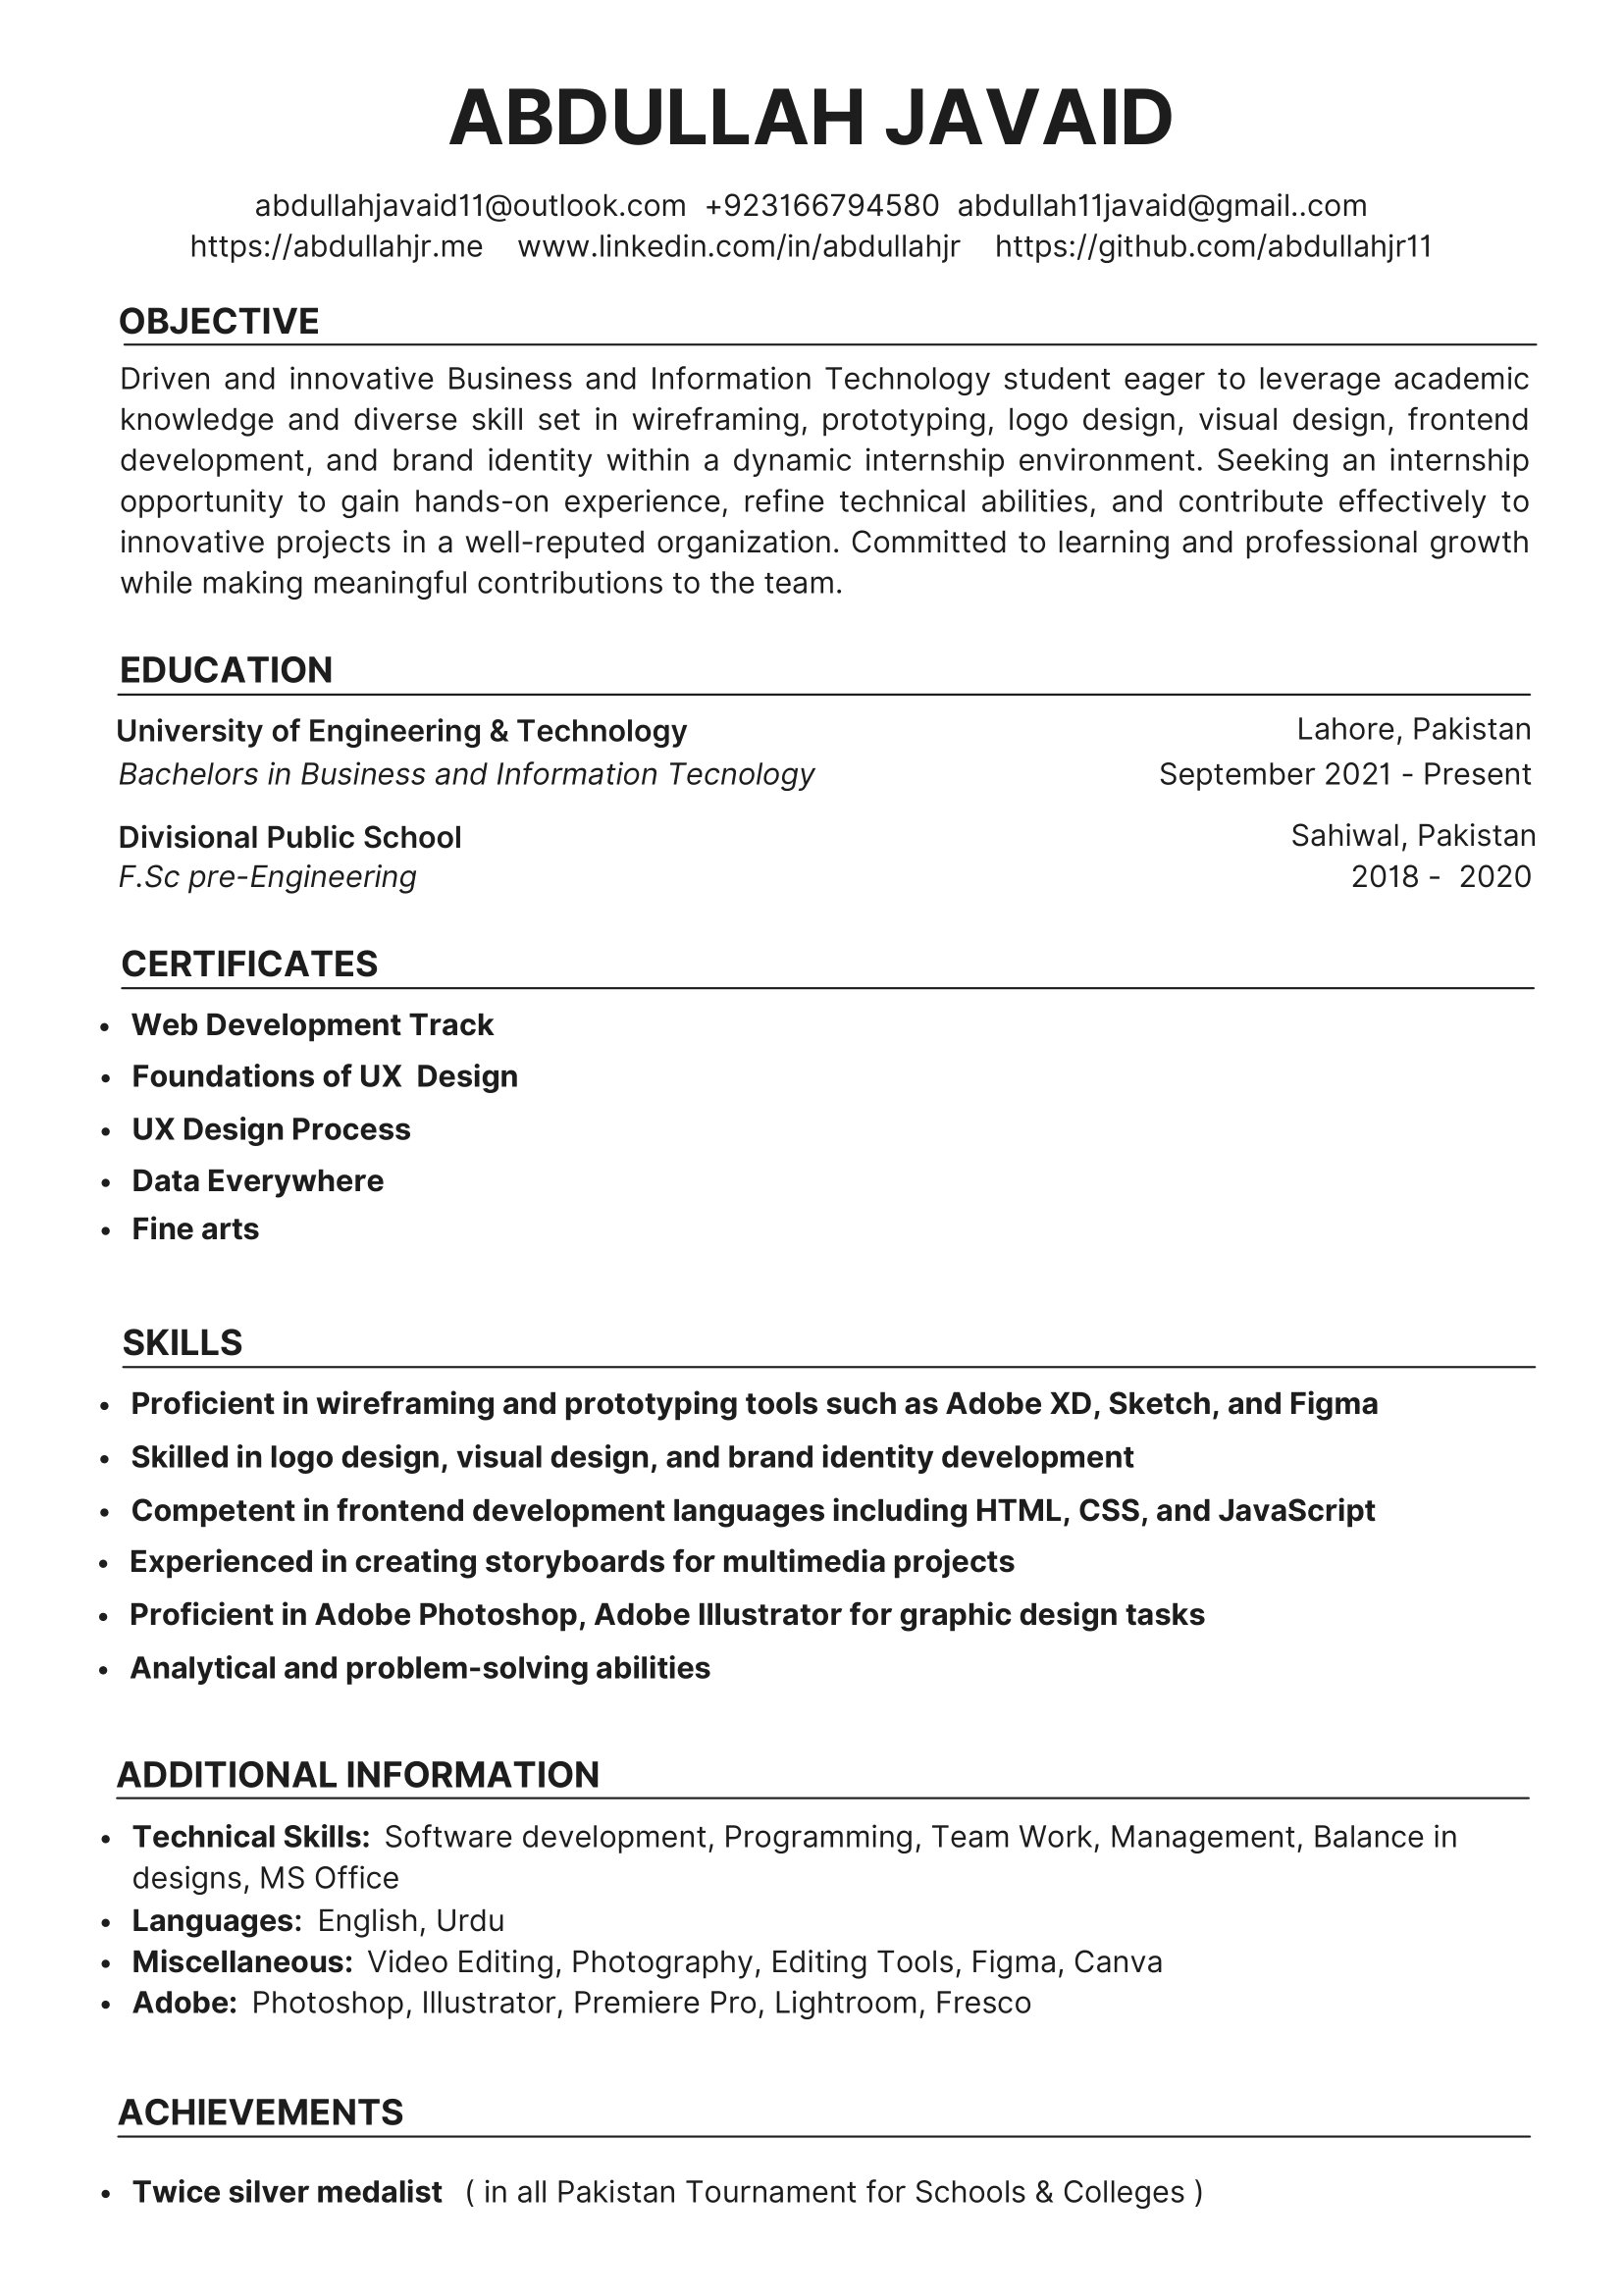 ABDULLAH JAVAID
abdullahjavaid11@outlook.com +923166794580 abdullah11javaid@gmail..com
https://abdullahjr.me www.linkedin.com/in/abdullahjr https://github.com/abdullahjr11
OBJECTIVE
Driven and innovative Business and Information Technology student eager to leverage academic
knowledge and diverse skill set in wireframing, prototyping, logo design, visual design, frontend
development, and brand identity within a dynamic internship environment. Seeking an internship
opportunity to gain hands-on experience, refine technical abilities, and contribute effectively to
innovative projects in a well-reputed organization. Committed to learning and professional growth
while making meaningful contributions to the team.
EDUCATION
University of Engineering & Technology Lahore, Pakistan
Bachelors in Business and Information Tecnology September 2021 - Present
Divisional Public School Sahiwal, Pakistan
F.Sc pre-Engineering 2018 - 2020
CERTIFICATES
• Web Development Track
• Foundations of UX Design
• UX Design Process
• Data Everywhere
• Fine arts
SKILLS
• Proficient in wireframing and prototyping tools such as Adobe XD, Sketch, and Figma
• Skilled in logo design, visual design, and brand identity development
• Competent in frontend development languages including HTML, CSS, and JavaScript
• Experienced in creating storyboards for multimedia projects
• Proficient in Adobe Photoshop, Adobe Illustrator for graphic design tasks
• Analytical and problem-solving abilities
ADDITIONAL INFORMATION
• Technical Skills: Software development, Programming, Team Work, Management, Balance in
designs, MS Office
• Languages: English, Urdu
• Miscellaneous: Video Editing, Photography, Editing Tools, Figma, Canva
• Adobe: Photoshop, Illustrator, Premiere Pro, Lightroom, Fresco
ACHIEVEMENTS
• Twice silver medalist ( in all Pakistan Tournament for Schools & Colleges )